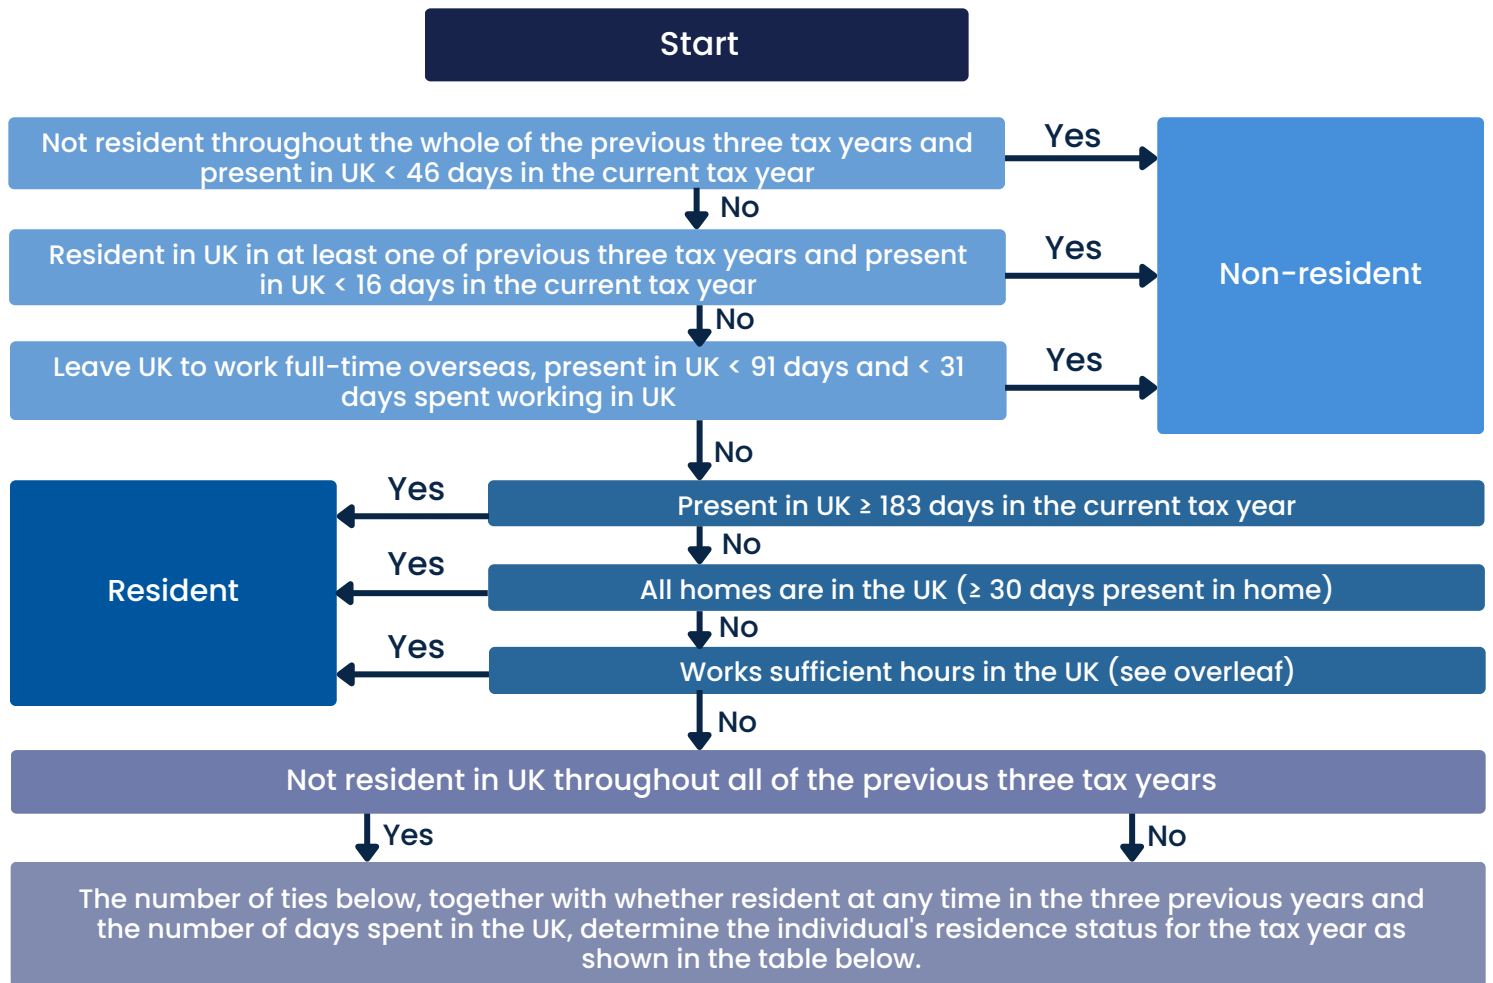 Start
Not resident throughout the whole of the previous three tax years and
present in UK < 46 days in the current tax year
Yes
No
Resident in UK in at least one of previous three tax years and present
in UK < 16 days in the current tax year
Yes
Non-resident
No
Leave UK to work full-time overseas, present in UK < 91 days and < 31
days spent working in UK
Yes
No
Present in UK ≥ 183 days in the current tax year
Yes
No
Resident
All homes are in the UK (≥ 30 days present in home)
Yes
No
Works sufficient hours in the UK (see overleaf)
Yes
No
Not resident in UK throughout all of the previous three tax years
Yes
No
The number of ties below, together with whether resident at any time in the three previous years and
the number of days spent in the UK, determine the individual's residence status for the tax year as
shown in the table below.